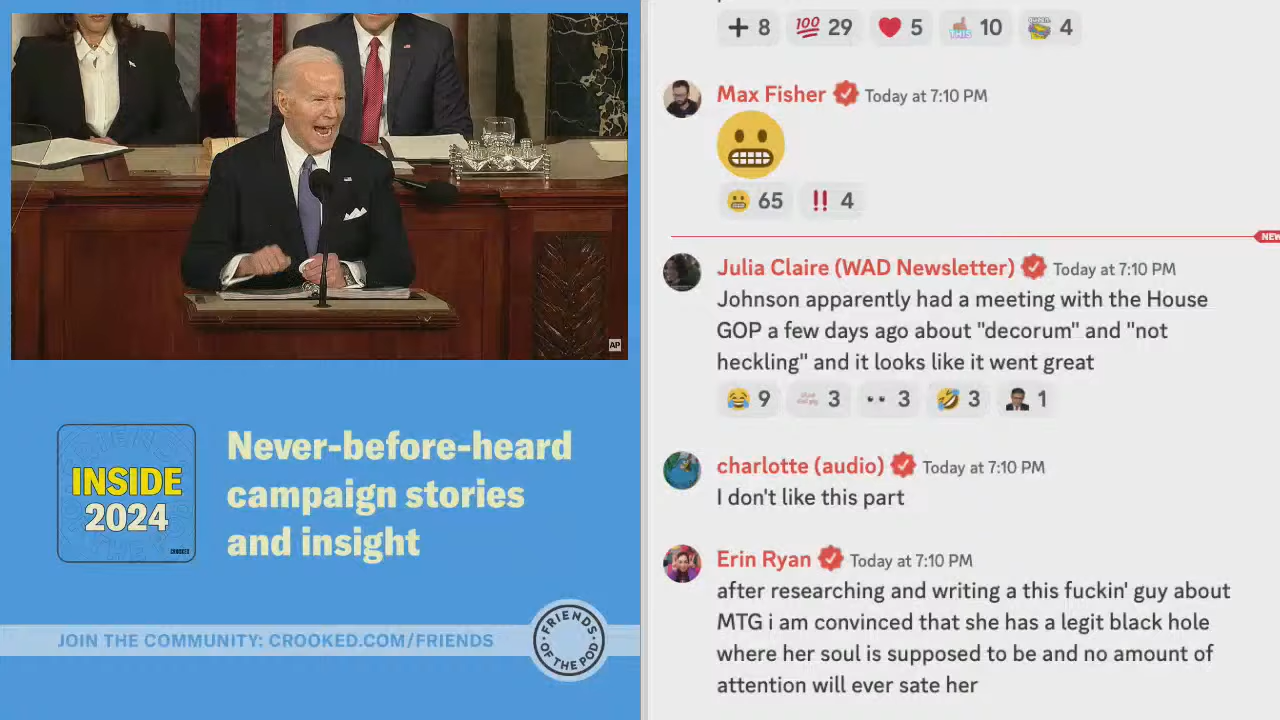 AP
INSIDE
2024
CROOKED
Never-before-heard
campaign stories
and insight
JOIN THE COMMUNITY: CROOKED.COM/FRIENDS
FRIENDS
OF THE POD
+ 8
100 29
5
THIS 10
4
Max Fisher Today at 7:10 PM
65
!! 4
NEW
Julia Claire (WAD Newsletter) Today at 7:10 PM
Johnson apparently had a meeting with the House
GOP a few days ago about "decorum" and "not
heckling" and it looks like it went great
9
3
3
3
1
charlotte (audio) Today at 7:10 PM
I don't like this part
Erin Ryan Today at 7:10 PM
after researching and writing a this fuckin' guy about
MTG i am convinced that she has a legit black hole
where her soul is supposed to be and no amount of
attention will ever sate her